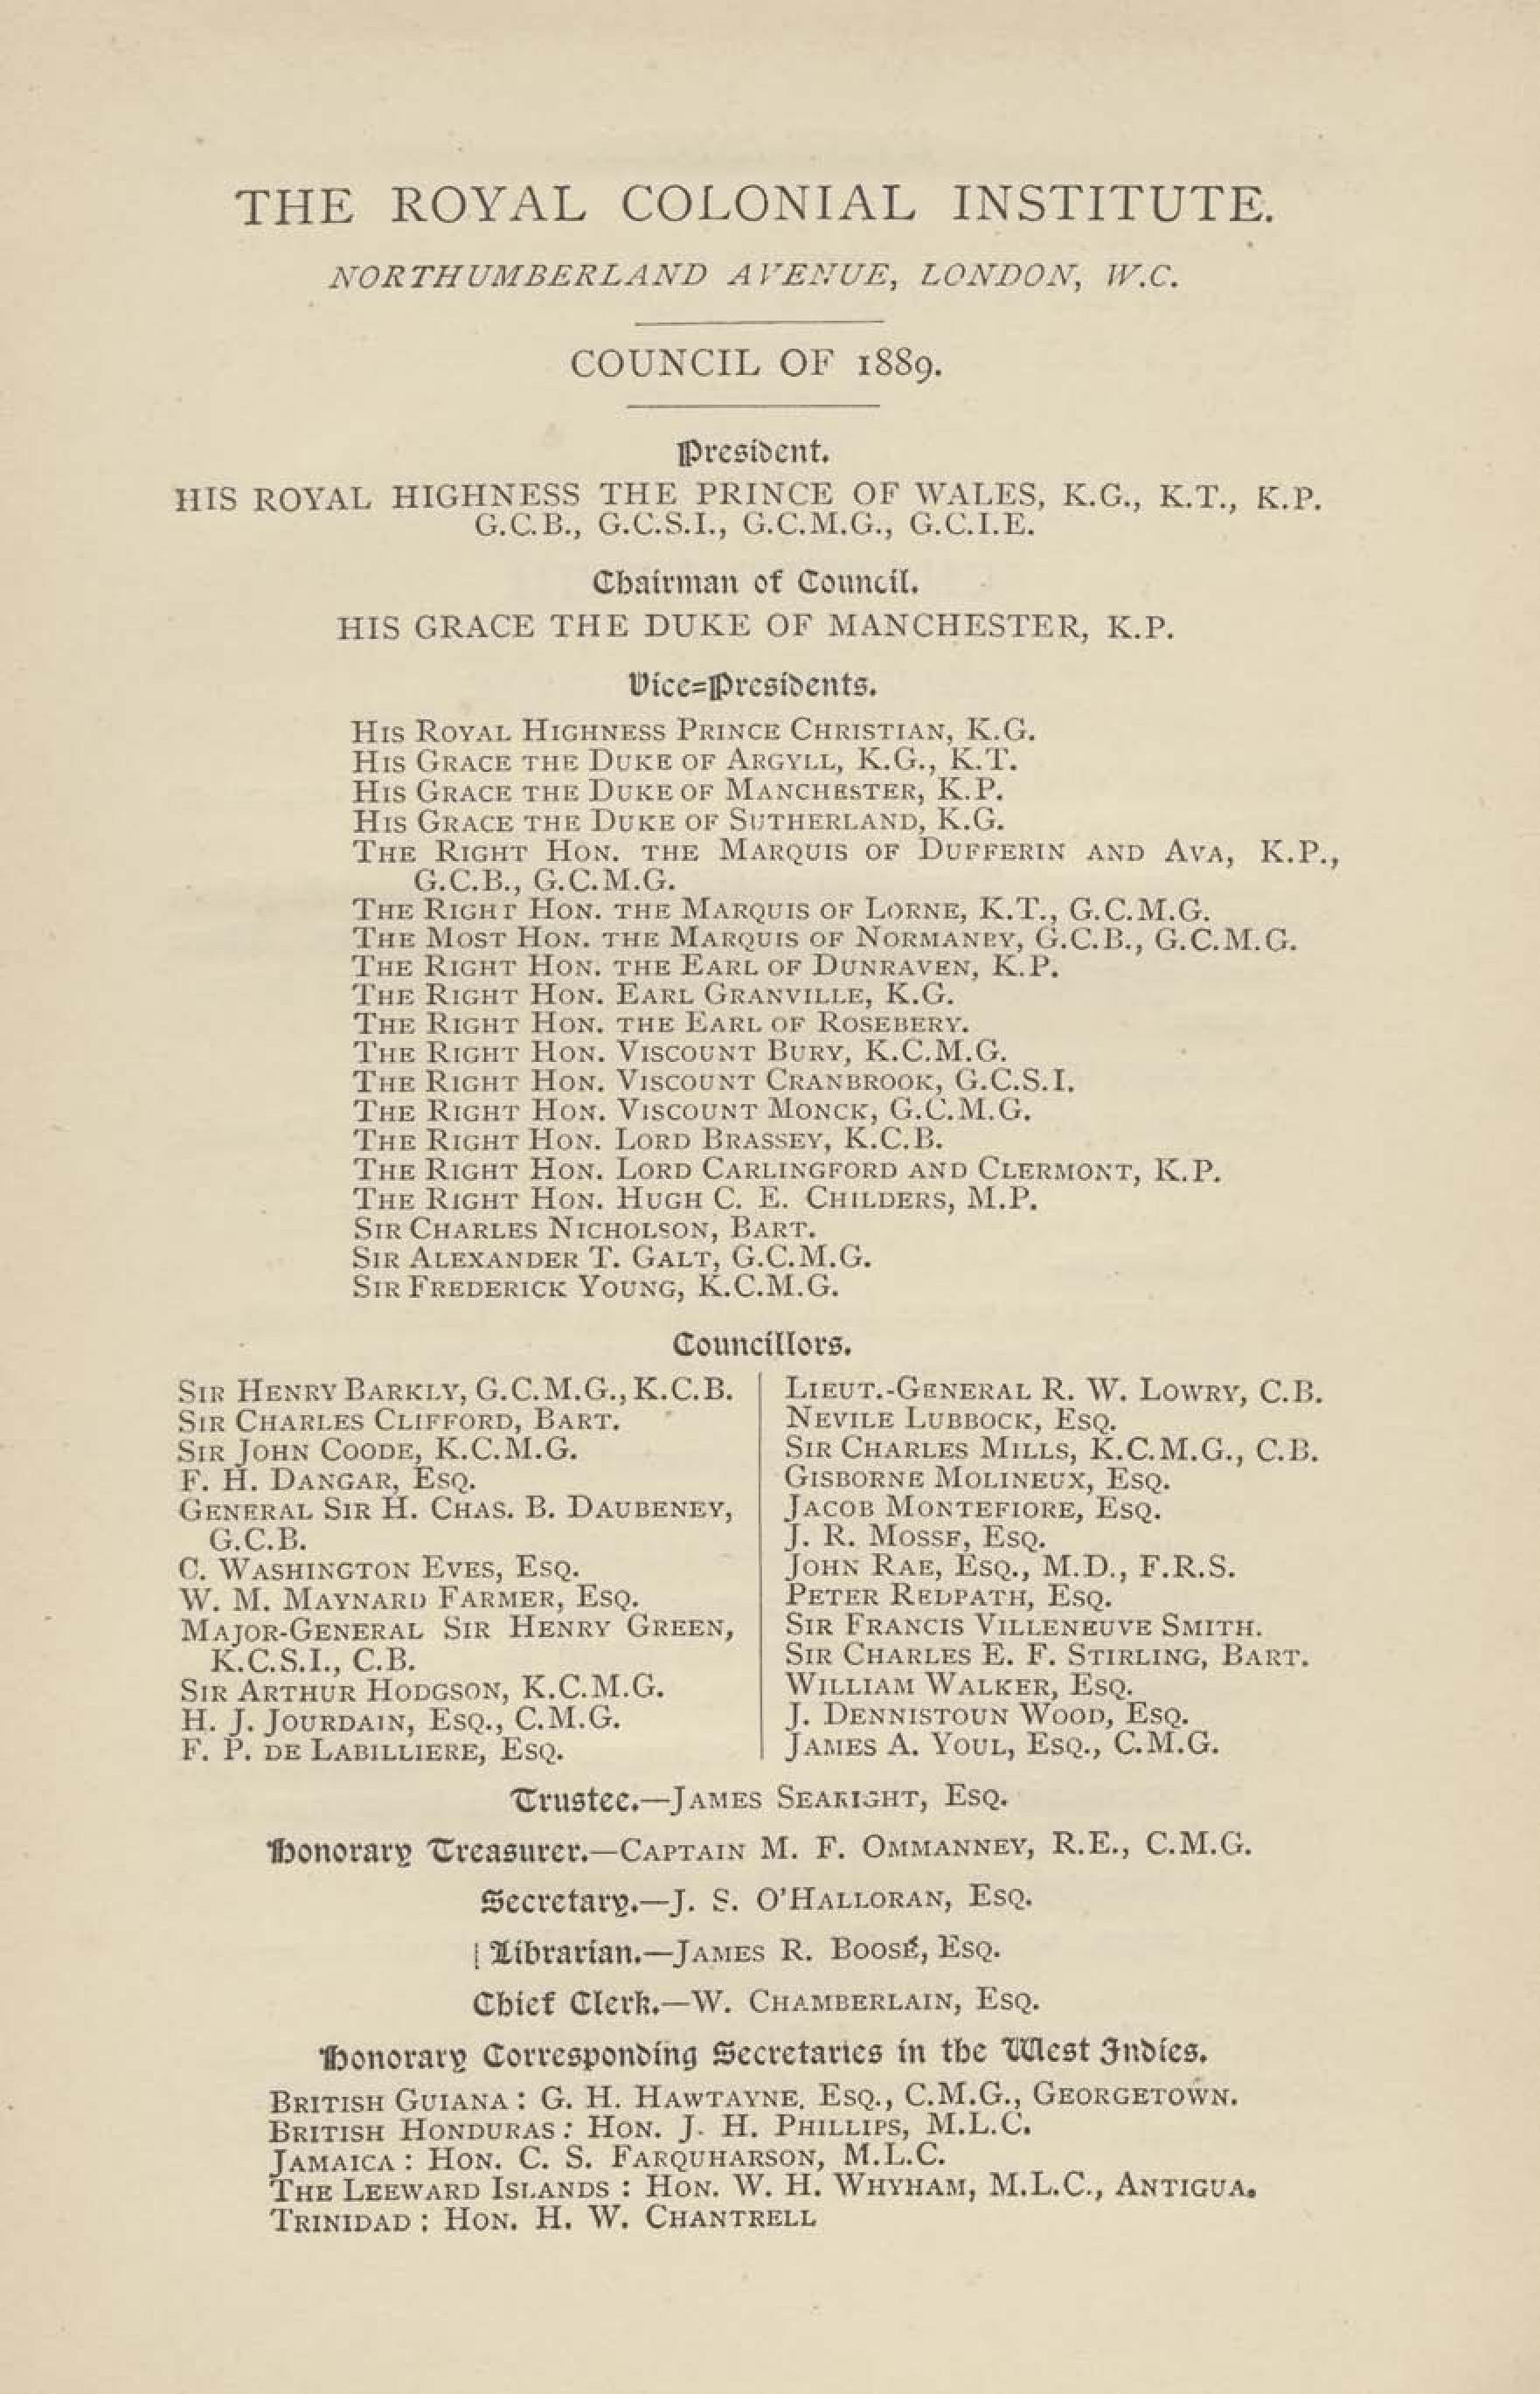 THE ROYAL COLONIAL INSTITUTE.
NORTHUMBERLAND AVENUE, LONDON, W.C.
COUNCIL OF 1889.
President.
HIS ROYAL HIGHNESS THE PRINCE OF WALES, K.G., K.T., K.P.
G.C.B., G.C.S.I., G.C.M.G., G.C.I.E.
Chairman of Council.
HIS GRACE THE DUKE OF MANCHESTER, K.P.
Vice=Presidents.
HIS ROYAL HIGHNESS PRINCE CHRISTIAN, K.G.
HIS GRACE THE DUKE OF ARGYLL, K.G., K.T.
HIS GRACE THE DUKE OF MANCHESTER, K.P.
HIS GRACE THE DUKE OF SUTHERLAND, K.G.
THE RIGHT HON. THE MARQUIS OF DUFFERIN AND AVA, K.P.,
G.C.B., G.C.M.G.
THE RIGHT HON. THE MARQUIS OF LORNE, K.T., G.C.M.G.
THE MOST HON. THE MARQUIS OF NORMANBY, G.C.B., G.C.M.G.
THE RIGHT HON. THE EARL OF DUNRAVEN, K.P.
THE RIGHT HON. EARL GRANVILLE, K.G.
THE RIGHT HON. THE EARL OF ROSEBERY.
THE RIGHT HON. VISCOUNT BURY, K.C.M.G.
THE RIGHT HON. VISCOUNT CRANBROOK, G.C.S.I.
THE RIGHT HON. VISCOUNT MONCK, G.C.M.G.
THE RIGHT HON. LORD BRASSEY, K.C.B.
THE RIGHT HON. LORD CARLINGFORD AND CLERMONT, K.P.
THE RIGHT HON. HUGH C. E. CHILDERS, M.P.
SIR CHARLES NICHOLSON, BART.
SIR ALEXANDER T. GALT, G.C.M.G.
SIR FREDERICK YOUNG, K.C.M.G.
Councillors.
SIR HENRY BARKLY, G.C.M.G., K.C.B.
SIR CHARLES CLIFFORD, BART.
SIR JOHN COODE, K.C.M.G.
F. H. DANGAR, ESQ.
GENERAL SIR H. CHAS. B. DAUBENEY,
G.C.B.
C. WASHINGTON EVES, ESQ.
W. M. MAYNARD FARMER, ESQ.
MAJOR-GENERAL SIR HENRY GREEN,
K.C.S.I., C.B.
SIR ARTHUR HODGSON, K.C.M.G.
H. J. JOURDAIN, ESQ., C.M.G.
F. P. DE LABILLIERE, ESQ.
LIEUT.-GENERAL R. W. LOWRY, C.B.
NEVILE LUBBOCK, ESQ.
SIR CHARLES MILLS, K.C.M.G., C.B.
GISBORNE MOLINEUX, ESQ.
JACOB MONTEFIORE, ESQ.
J. R. MOSSE, ESQ.
JOHN RAE, ESQ., M.D., F.R.S.
PETER REDPATH, ESQ.
SIR FRANCIS VILLENEUVE SMITH.
SIR CHARLES E. F. STIRLING, BART.
WILLIAM WALKER, ESQ.
J. DENNISTOUN WOOD, ESQ.
JAMES A. YOUL, ESQ., C.M.G.
Trustee.—JAMES SEARIGHT, ESQ.
Honorary Treasurer.—CAPTAIN M. F. OMMANNEY, R.E., C.M.G.
Secretary.—J. S. O'HALLORAN, ESQ.
Librarian.—JAMES R. BOOSÉ, ESQ.
Chief Clerk.—W. CHAMBERLAIN, ESQ.
Honorary Corresponding Secretaries in the West Indies.
BRITISH GUIANA : G. H. HAWTAYNE, ESQ., C.M.G., GEORGETOWN.
BRITISH HONDURAS : HON. J. H. PHILLIPS, M.L.C.
JAMAICA : HON. C. S. FARQUHARSON, M.L.C.
THE LEEWARD ISLANDS : HON. W. H. WHYHAM, M.L.C., ANTIGUA.
TRINIDAD : HON. H. W. CHANTRELL